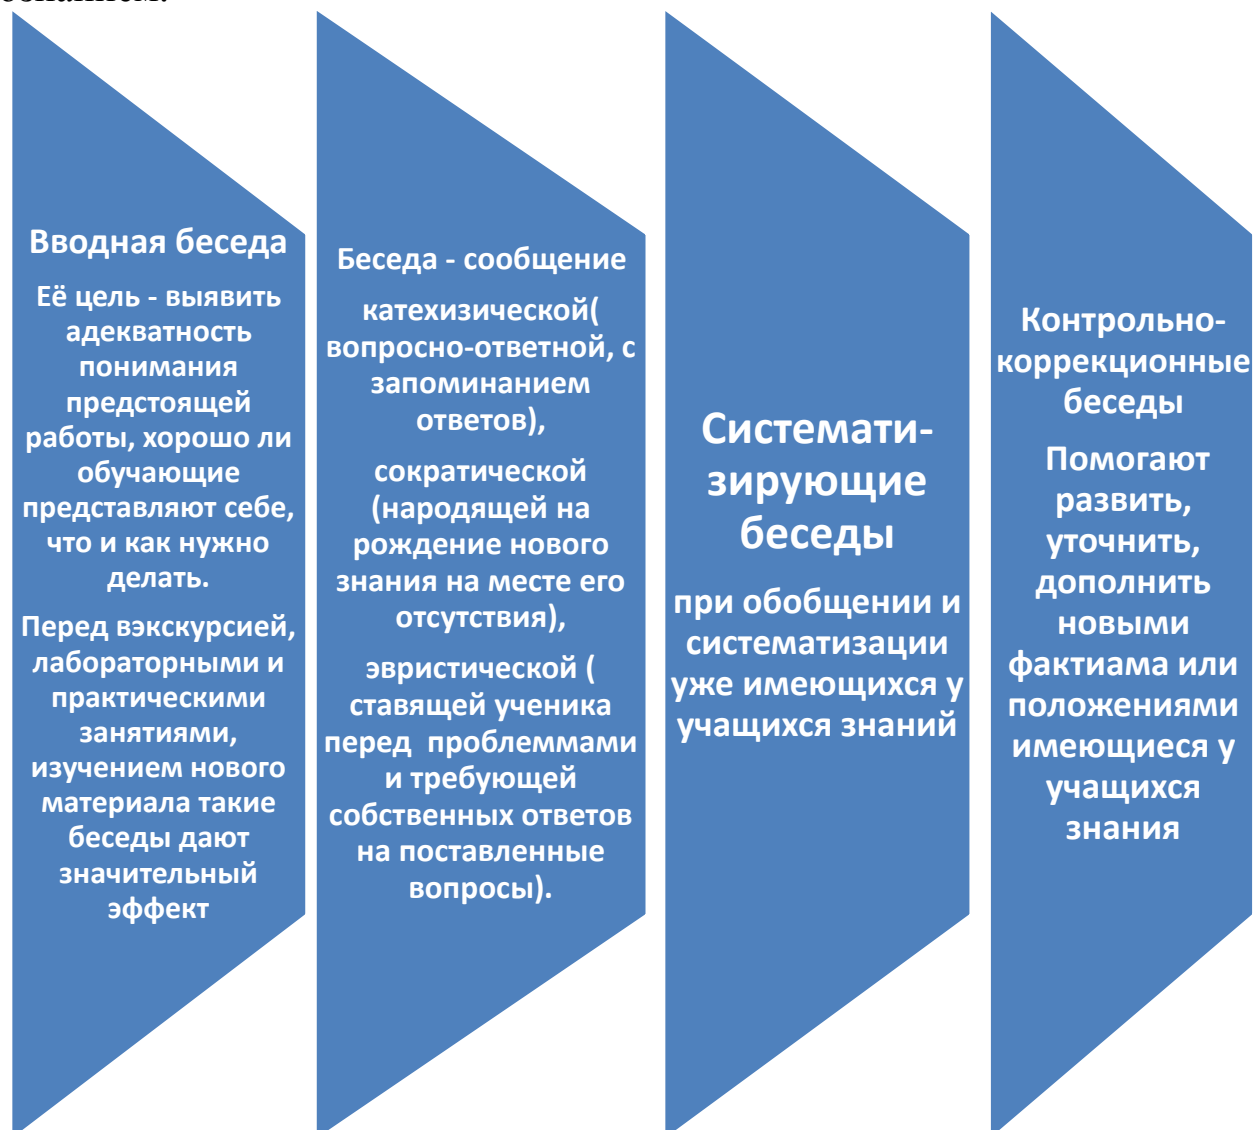 Вводная беседа
Её цель - выявить
адекватность
понимания
предстоящей
работы, хорошо ли
обучающие
представляют себе,
что и как нужно
делать.
Перед вэкскурсией,
лабораторными и
практическими
занятиями,
изучением нового
материала такие
беседы дают
значительный
эффект
Беседа - сообщение
катехизической(
вопросно-ответной, с
запоминанием
ответов),
сократической
(народящей на
рождение нового
знания на месте его
отсутствия),
эвристической (
ставящей ученика
перед проблеммами
и требующей
собственных ответов
на поставленные
вопросы).
Системати-
зирующие
беседы
при обобщении и
систематизации
уже имеющихся у
учащихся знаний
Контрольно-
коррекционные
беседы
Помогают
развить,
уточнить,
дополнить
новыми
фактиама или
положениями
имеющиеся у
учащихся
знания